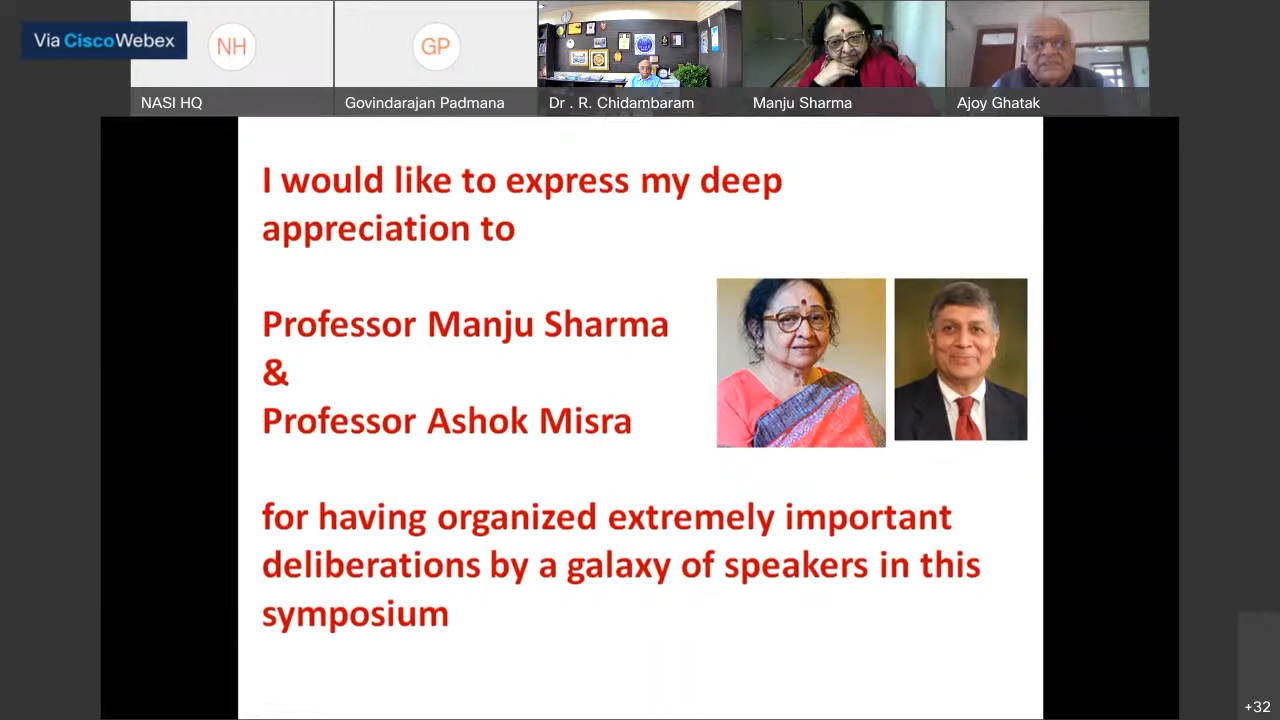 Via CiscoWebex
NH
GP
NASI HQ
Govindarajan Padmana
Dr . R. Chidambaram
Manju Sharma
Ajoy Ghatak
I would like to express my deep
appreciation to
Professor Manju Sharma
&
Professor Ashok Misra
for having organized extremely important
deliberations by a galaxy of speakers in this
symposium
+32